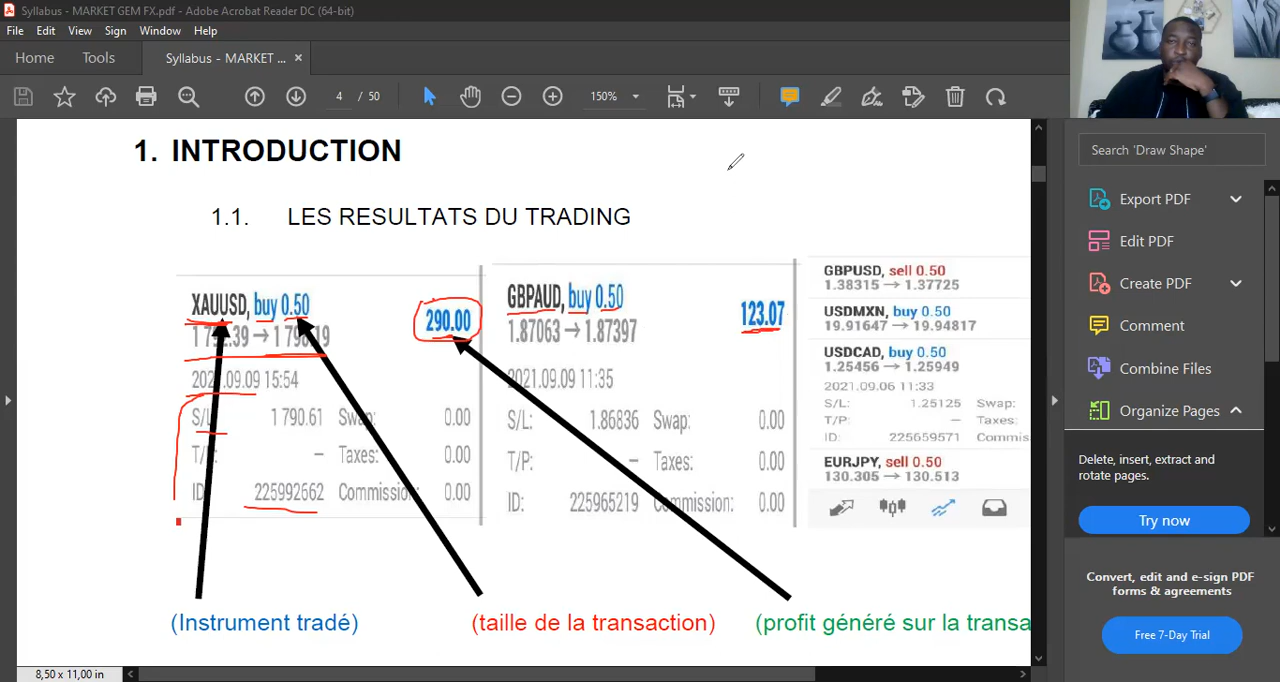 Syllabus - MARKET GEM FX.pdf - Adobe Acrobat Reader DC (64-bit)
File Edit View Sign Window Help
Home Tools Syllabus - MARKET ... ×
4 / 50 150%
1. INTRODUCTION
1.1. LES RESULTATS DU TRADING
XAUUSD, buy 0.50
290.00
2021.09.09 15:54
S/L: 1 790.61 Swap: 0.00
T/P: – Taxes: 0.00
ID: 225992662 Commission: 0.00
GBPAUD, buy 0.50
1.87063 → 1.87397
123.07
2021.09.09 11:35
S/L: 1.86836 Swap: 0.00
T/P: – Taxes: 0.00
ID: 225965219 Commission: 0.00
GBPUSD, sell 0.50
1.38315 → 1.37725
USDMXN, buy 0.50
19.91647 → 19.94817
USDCAD, buy 0.50
1.25456 → 1.25949
2021.09.06 11:33
S/L: 1.25125 Swap:
T/P: – Taxes:
ID: 225659571 Commis
EURJPY, sell 0.50
130.305 → 130.513
(Instrument tradé)
(taille de la transaction)
(profit généré sur la transa
8,50 x 11,00 in
Search 'Draw Shape'
Export PDF
Edit PDF
Create PDF
Comment
Combine Files
Organize Pages
Delete, insert, extract and
rotate pages.
Try now
Convert, edit and e-sign PDF
forms & agreements
Free 7-Day Trial